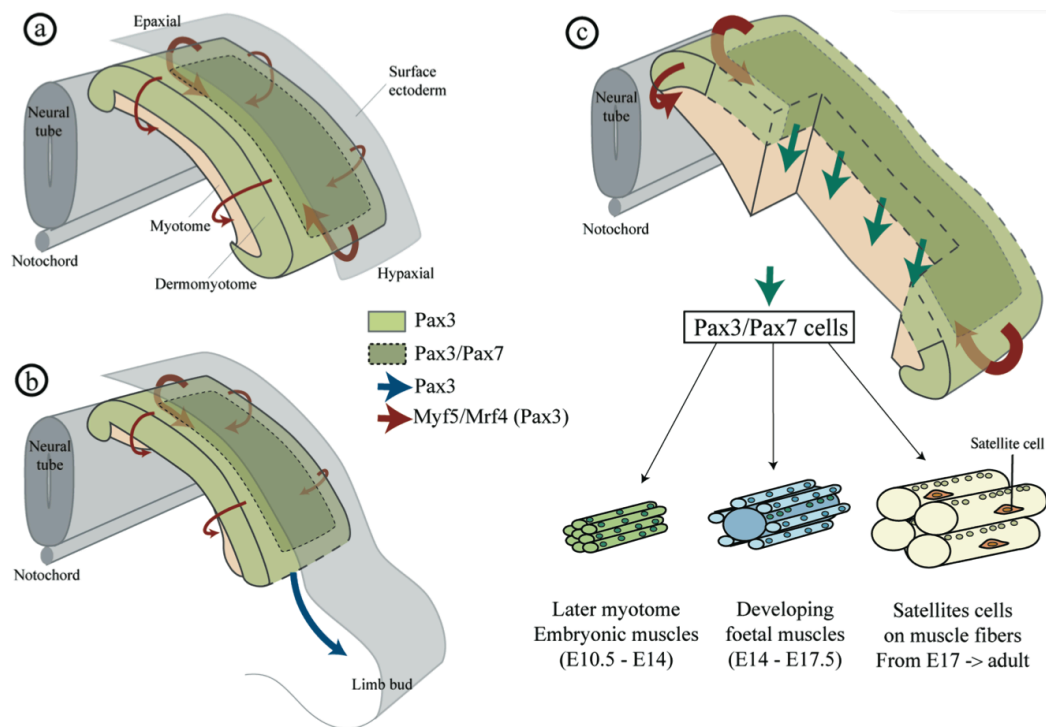 a
Epaxial
Surface
ectoderm
Neural
tube
Myotome
Notochord
Dermomyotome
Hypaxial
Pax3
Pax3/Pax7
Pax3
Myf5/Mrf4 (Pax3)
b
Neural
tube
Notochord
Limb bud
c
Neural
tube
Notochord
Pax3/Pax7 cells
Satellite cell
Later myotome
Embryonic muscles
(E10.5 - E14)
Developing
foetal muscles
(E14 - E17.5)
Satellites cells
on muscle fibers
From E17 -> adult